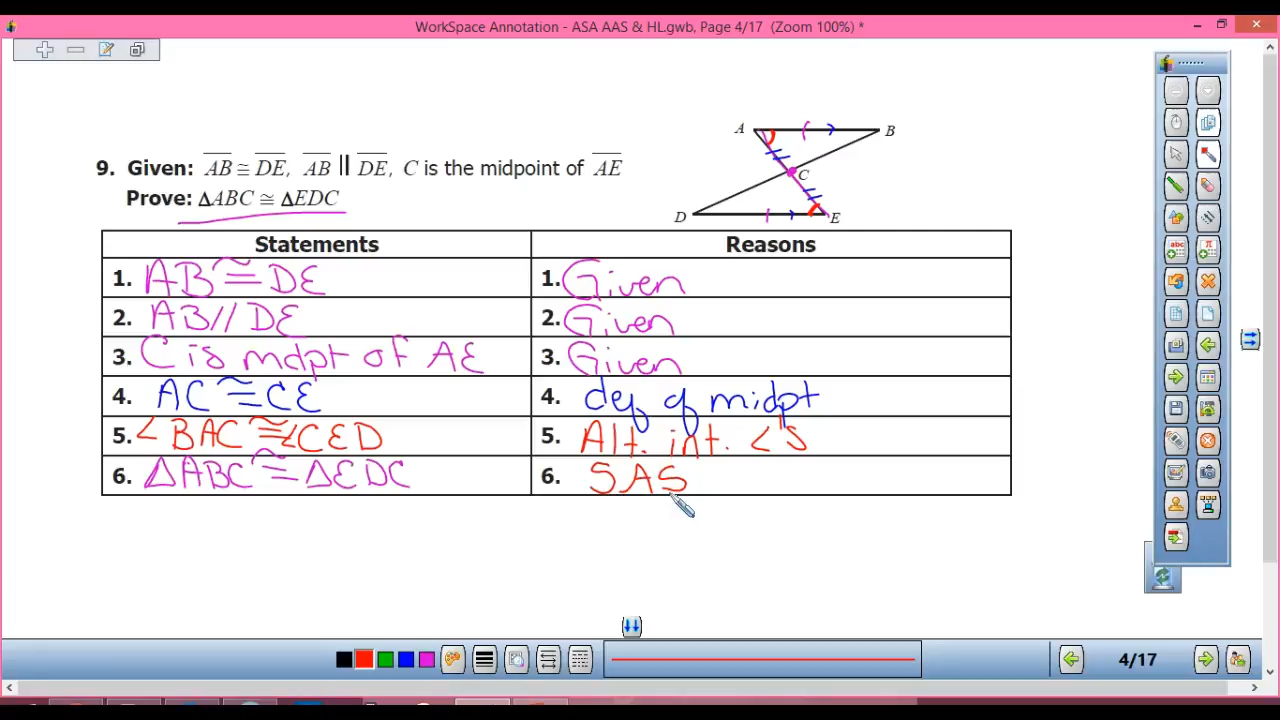 WorkSpace Annotation - ASA AAS & HL.gwb, Page 4/17 (Zoom 100%) *
9. Given: AB ≅ DE, AB ∥ DE, C is the midpoint of AE
Prove: ΔABC ≅ ΔEDC
A
B
C
D
E
Statements Reasons
1. AB ≅ DE 1. Given
2. AB // DE 2. Given
3. C is mdpt of AE 3. Given
4. AC ≅ CE 4. def of midpt
5. ∠BAC ≅ ∠CED 5. Alt. int. ∠'s
6. ΔABC ≅ ΔEDC 6. SAS
abc
π
4/17